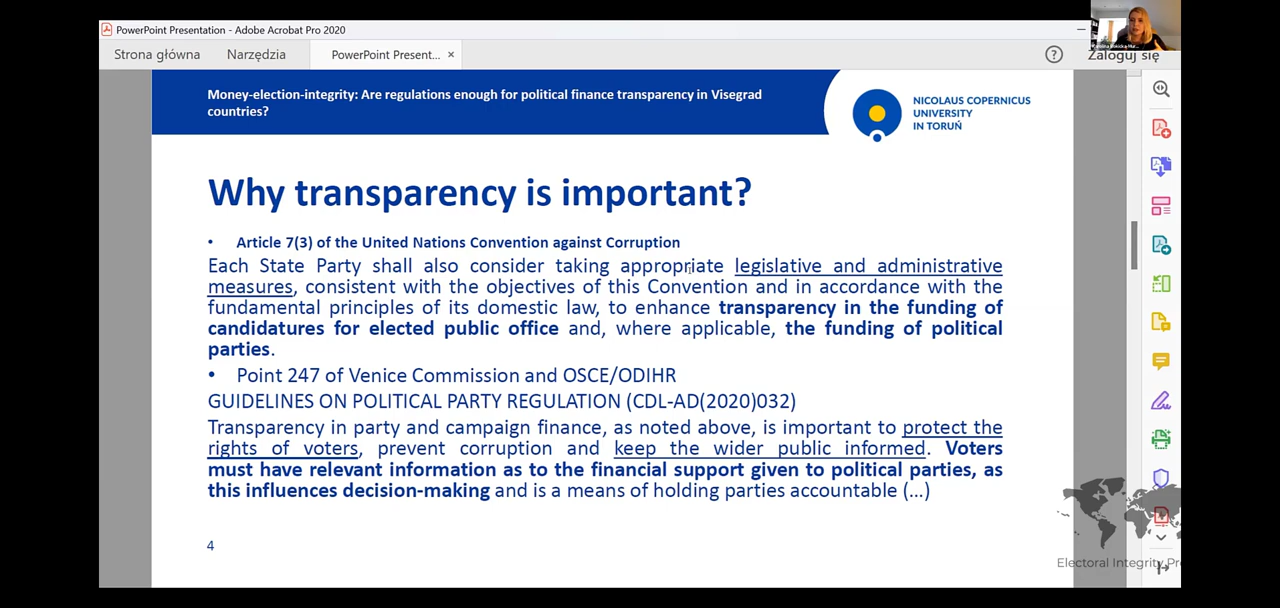 PowerPoint Presentation - Adobe Acrobat Pro 2020
Strona główna
Narzędzia
PowerPoint Present...
Zaloguj się
Money-election-integrity: Are regulations enough for political finance transparency in Visegrad
countries?
NICOLAUS COPERNICUS
UNIVERSITY
IN TORUŃ
Why transparency is important?
• Article 7(3) of the United Nations Convention against Corruption
Each State Party shall also consider taking appropriate legislative and administrative
measures, consistent with the objectives of this Convention and in accordance with the
fundamental principles of its domestic law, to enhance transparency in the funding of
candidatures for elected public office and, where applicable, the funding of political
parties.
• Point 247 of Venice Commission and OSCE/ODIHR
GUIDELINES ON POLITICAL PARTY REGULATION (CDL-AD(2020)032)
Transparency in party and campaign finance, as noted above, is important to protect the
rights of voters, prevent corruption and keep the wider public informed. Voters
must have relevant information as to the financial support given to political parties, as
this influences decision-making and is a means of holding parties accountable (...)
4
Electoral Integrity Pr